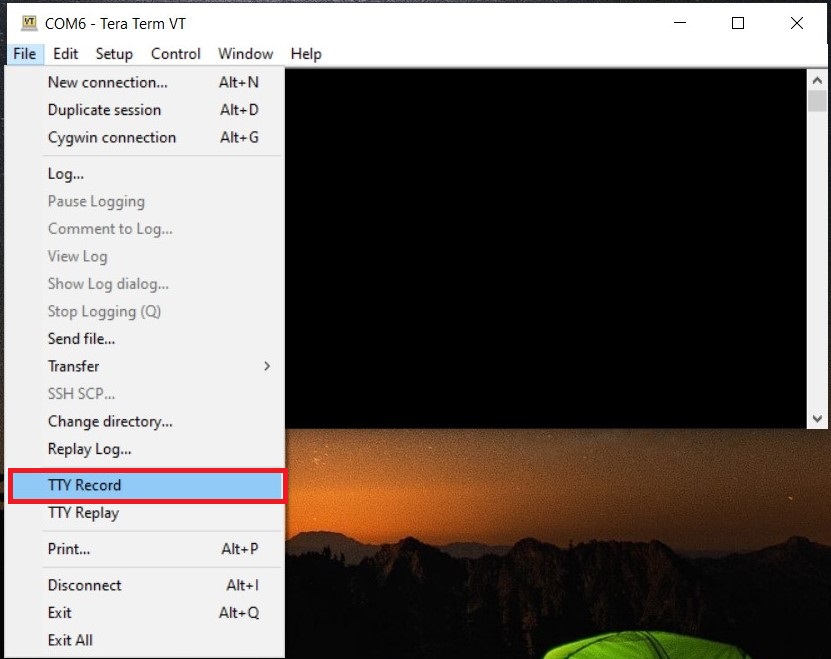 VT COM6 - Tera Term VT
File Edit Setup Control Window Help
New connection... Alt+N
Duplicate session Alt+D
Cygwin connection Alt+G
Log...
Pause Logging
Comment to Log...
View Log
Show Log dialog...
Stop Logging (Q)
Send file...
Transfer
SSH SCP...
Change directory...
Replay Log...
TTY Record
TTY Replay
Print... Alt+P
Disconnect Alt+I
Exit Alt+Q
Exit All